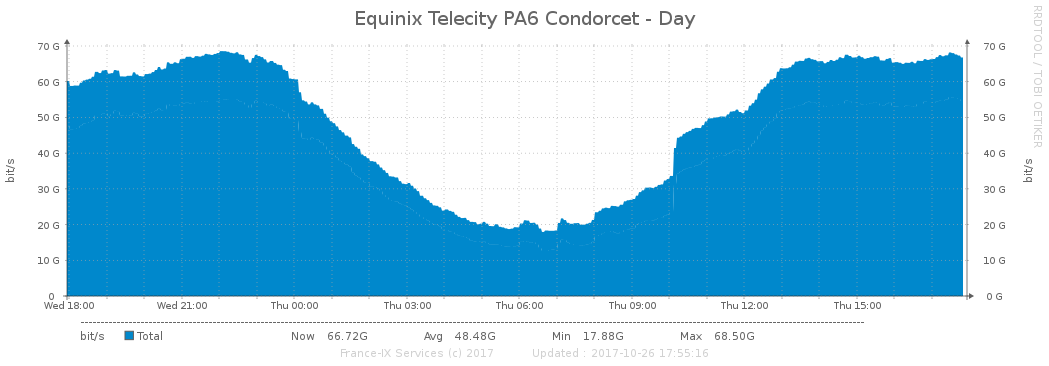 Equinix Telecity PA6 Condorcet - Day
RRDTOOL / TOBI OETIKER
70 G 70 G
60 G 60 G
50 G 50 G
40 G 40 G
bit/s bit/s
30 G 30 G
20 G 20 G
10 G 10 G
0 0 G
Wed 18:00 Wed 21:00 Thu 00:00 Thu 03:00 Thu 06:00 Thu 09:00 Thu 12:00 Thu 15:00
bit/s Total Now 66.72G Avg 48.48G Min 17.88G Max 68.50G
France-IX Services (c) 2017 Updated : 2017-10-26 17:55:16